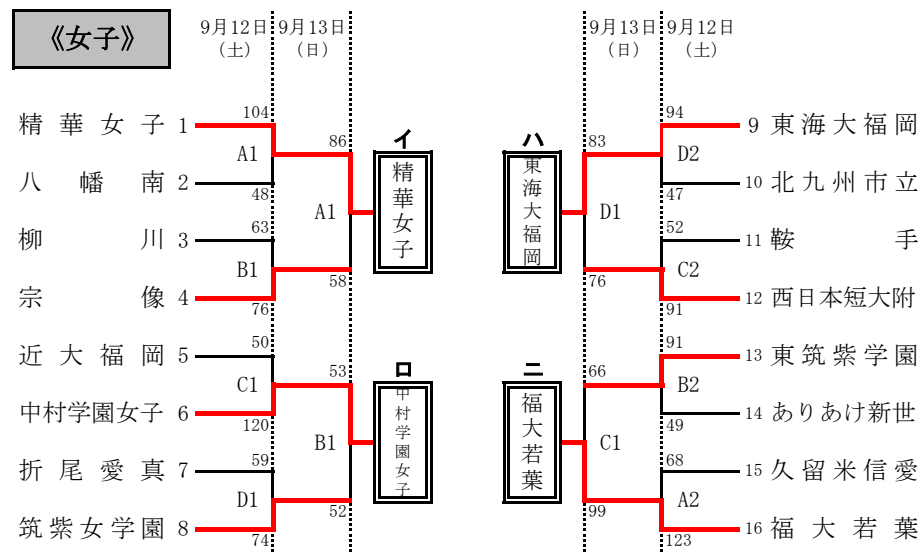 《女子》
9月12日 9月13日
(土) (日)
9月13日 9月12日
(日) (土)
104
精華女子 1
A1
86
八幡南 2
48
イ
精華女子
A1
63
柳川 3
B1
58
宗像 4
76
50
近大福岡 5
C1
53
中村学園女子 6
120
ロ
中村学園女子
B1
59
折尾愛真 7
D1
52
筑紫女学園 8
74
94
9 東海大福岡
D2
83
10 北九州市立
47
ハ
東海大福岡
D1
52
11 鞍手
C2
76
12 西日本短大附
91
91
13 東筑紫学園
B2
66
14 ありあけ新世
49
ニ
福大若葉
C1
68
15 久留米信愛
A2
99
16 福大若葉
123